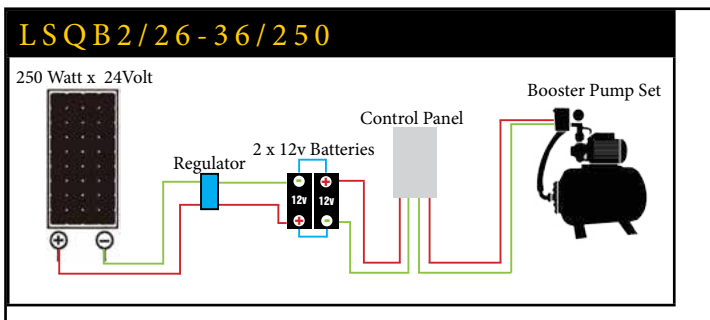 LSQB2/26-36/250
250 Watt x 24Volt
Booster Pump Set
Control Panel
2 x 12v Batteries
Regulator
- +
12v 12v
+ -
+ −